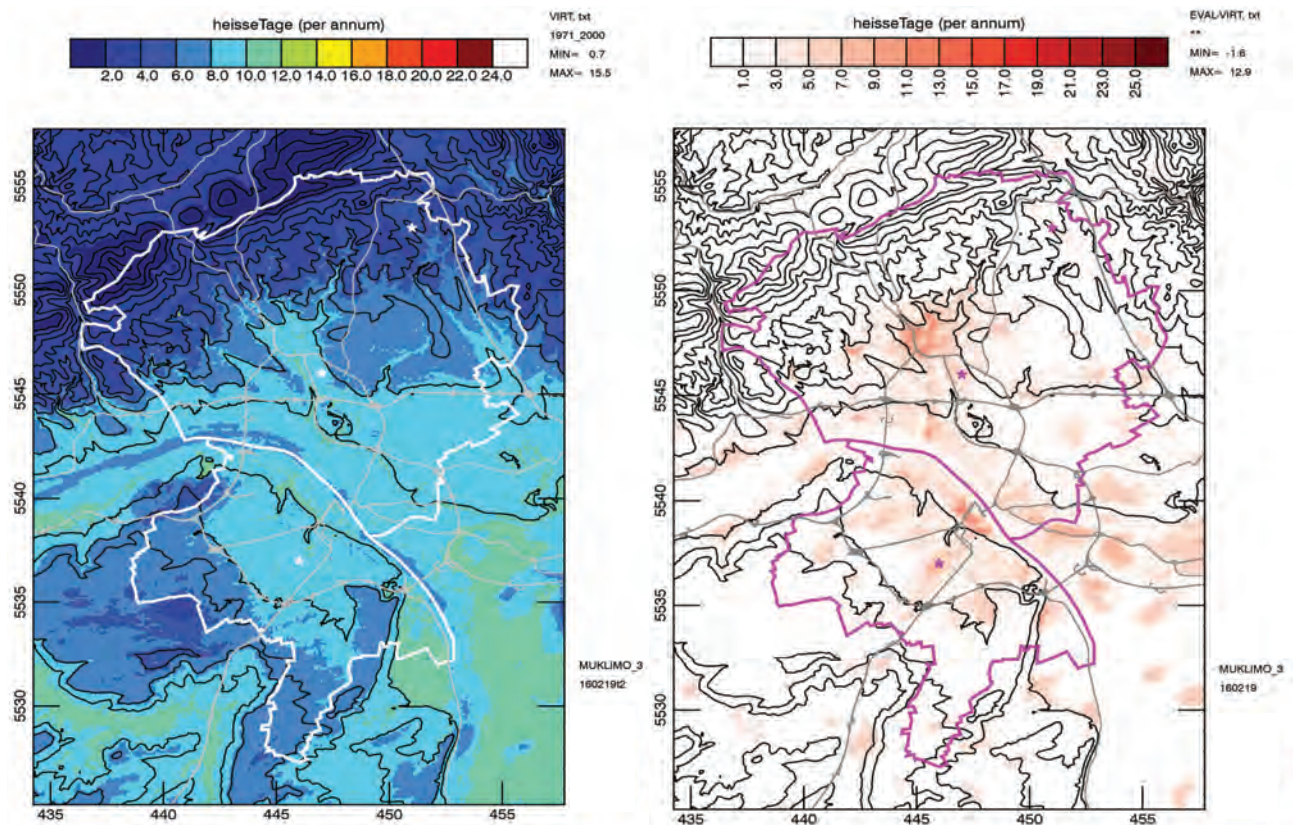 heisseTage (per annum)
VIRT, txt
1971_2000
MIN= 0.7
MAX= 15.5
2.0 4.0 6.0 8.0 10.0 12.0 14.0 16.0 18.0 20.0 22.0 24.0
5555
5550
5545
5540
5535
5530
435 440 445 450 455
MUKLIMO_3
160219t2
heisseTage (per annum)
EVAL-VIRT, txt
**
MIN= -1.6
MAX= 12.9
1.0 3.0 5.0 7.0 9.0 11.0 13.0 15.0 17.0 19.0 21.0 23.0 25.0
5555
5550
5545
5540
5535
5530
435 440 445 450 455
MUKLIMO_3
160219